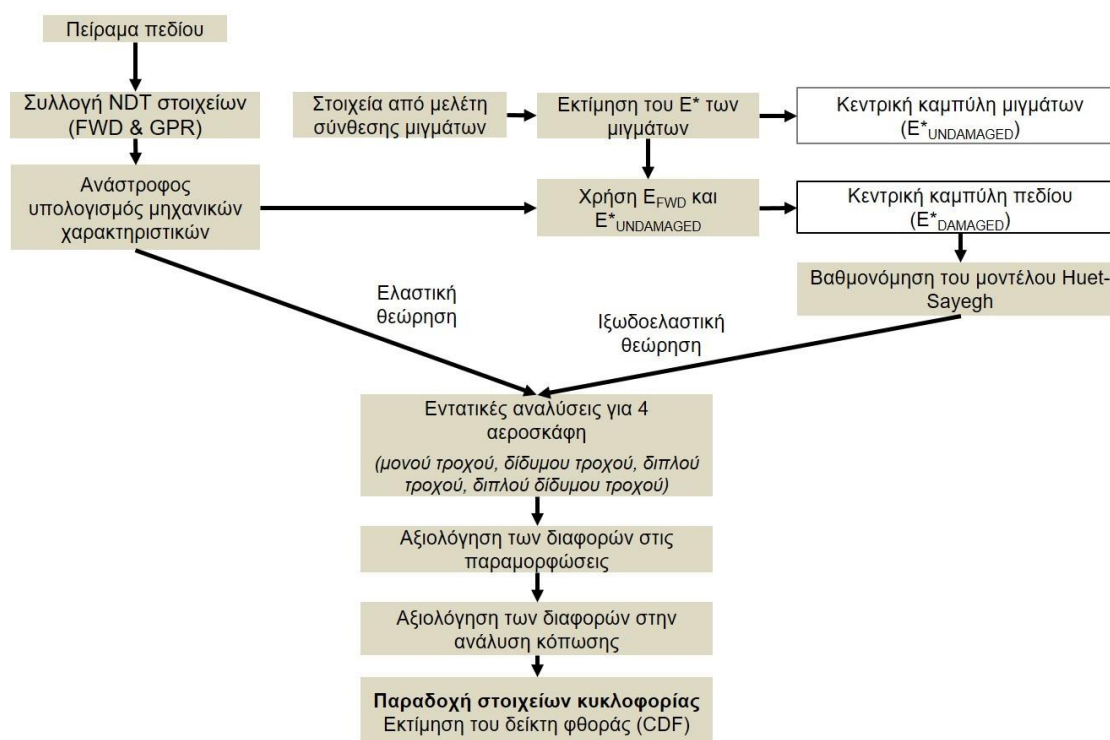 Πείραμα πεδίου
Συλλογή NDT στοιχείων
(FWD & GPR)
Στοιχεία από μελέτη
σύνθεσης μιγμάτων
Εκτίμηση του E* των
μιγμάτων
Κεντρική καμπύλη μιγμάτων
(E*UNDAMAGED)
Ανάστροφος
υπολογισμός μηχανικών
χαρακτηριστικών
Χρήση EFWD και
E*UNDAMAGED
Κεντρική καμπύλη πεδίου
(E*DAMAGED)
Βαθμονόμηση του μοντέλου Huet-
Sayegh
Ελαστική
θεώρηση
Ιξωδοελαστική
θεώρηση
Εντατικές αναλύσεις για 4
αεροσκάφη
(μονού τροχού, δίδυμου τροχού, διπλού
τροχού, διπλού δίδυμου τροχού)
Αξιολόγηση των διαφορών στις
παραμορφώσεις
Αξιολόγηση των διαφορών στην
ανάλυση κόπωσης
Παραδοχή στοιχείων κυκλοφορίας
Εκτίμηση του δείκτη φθοράς (CDF)